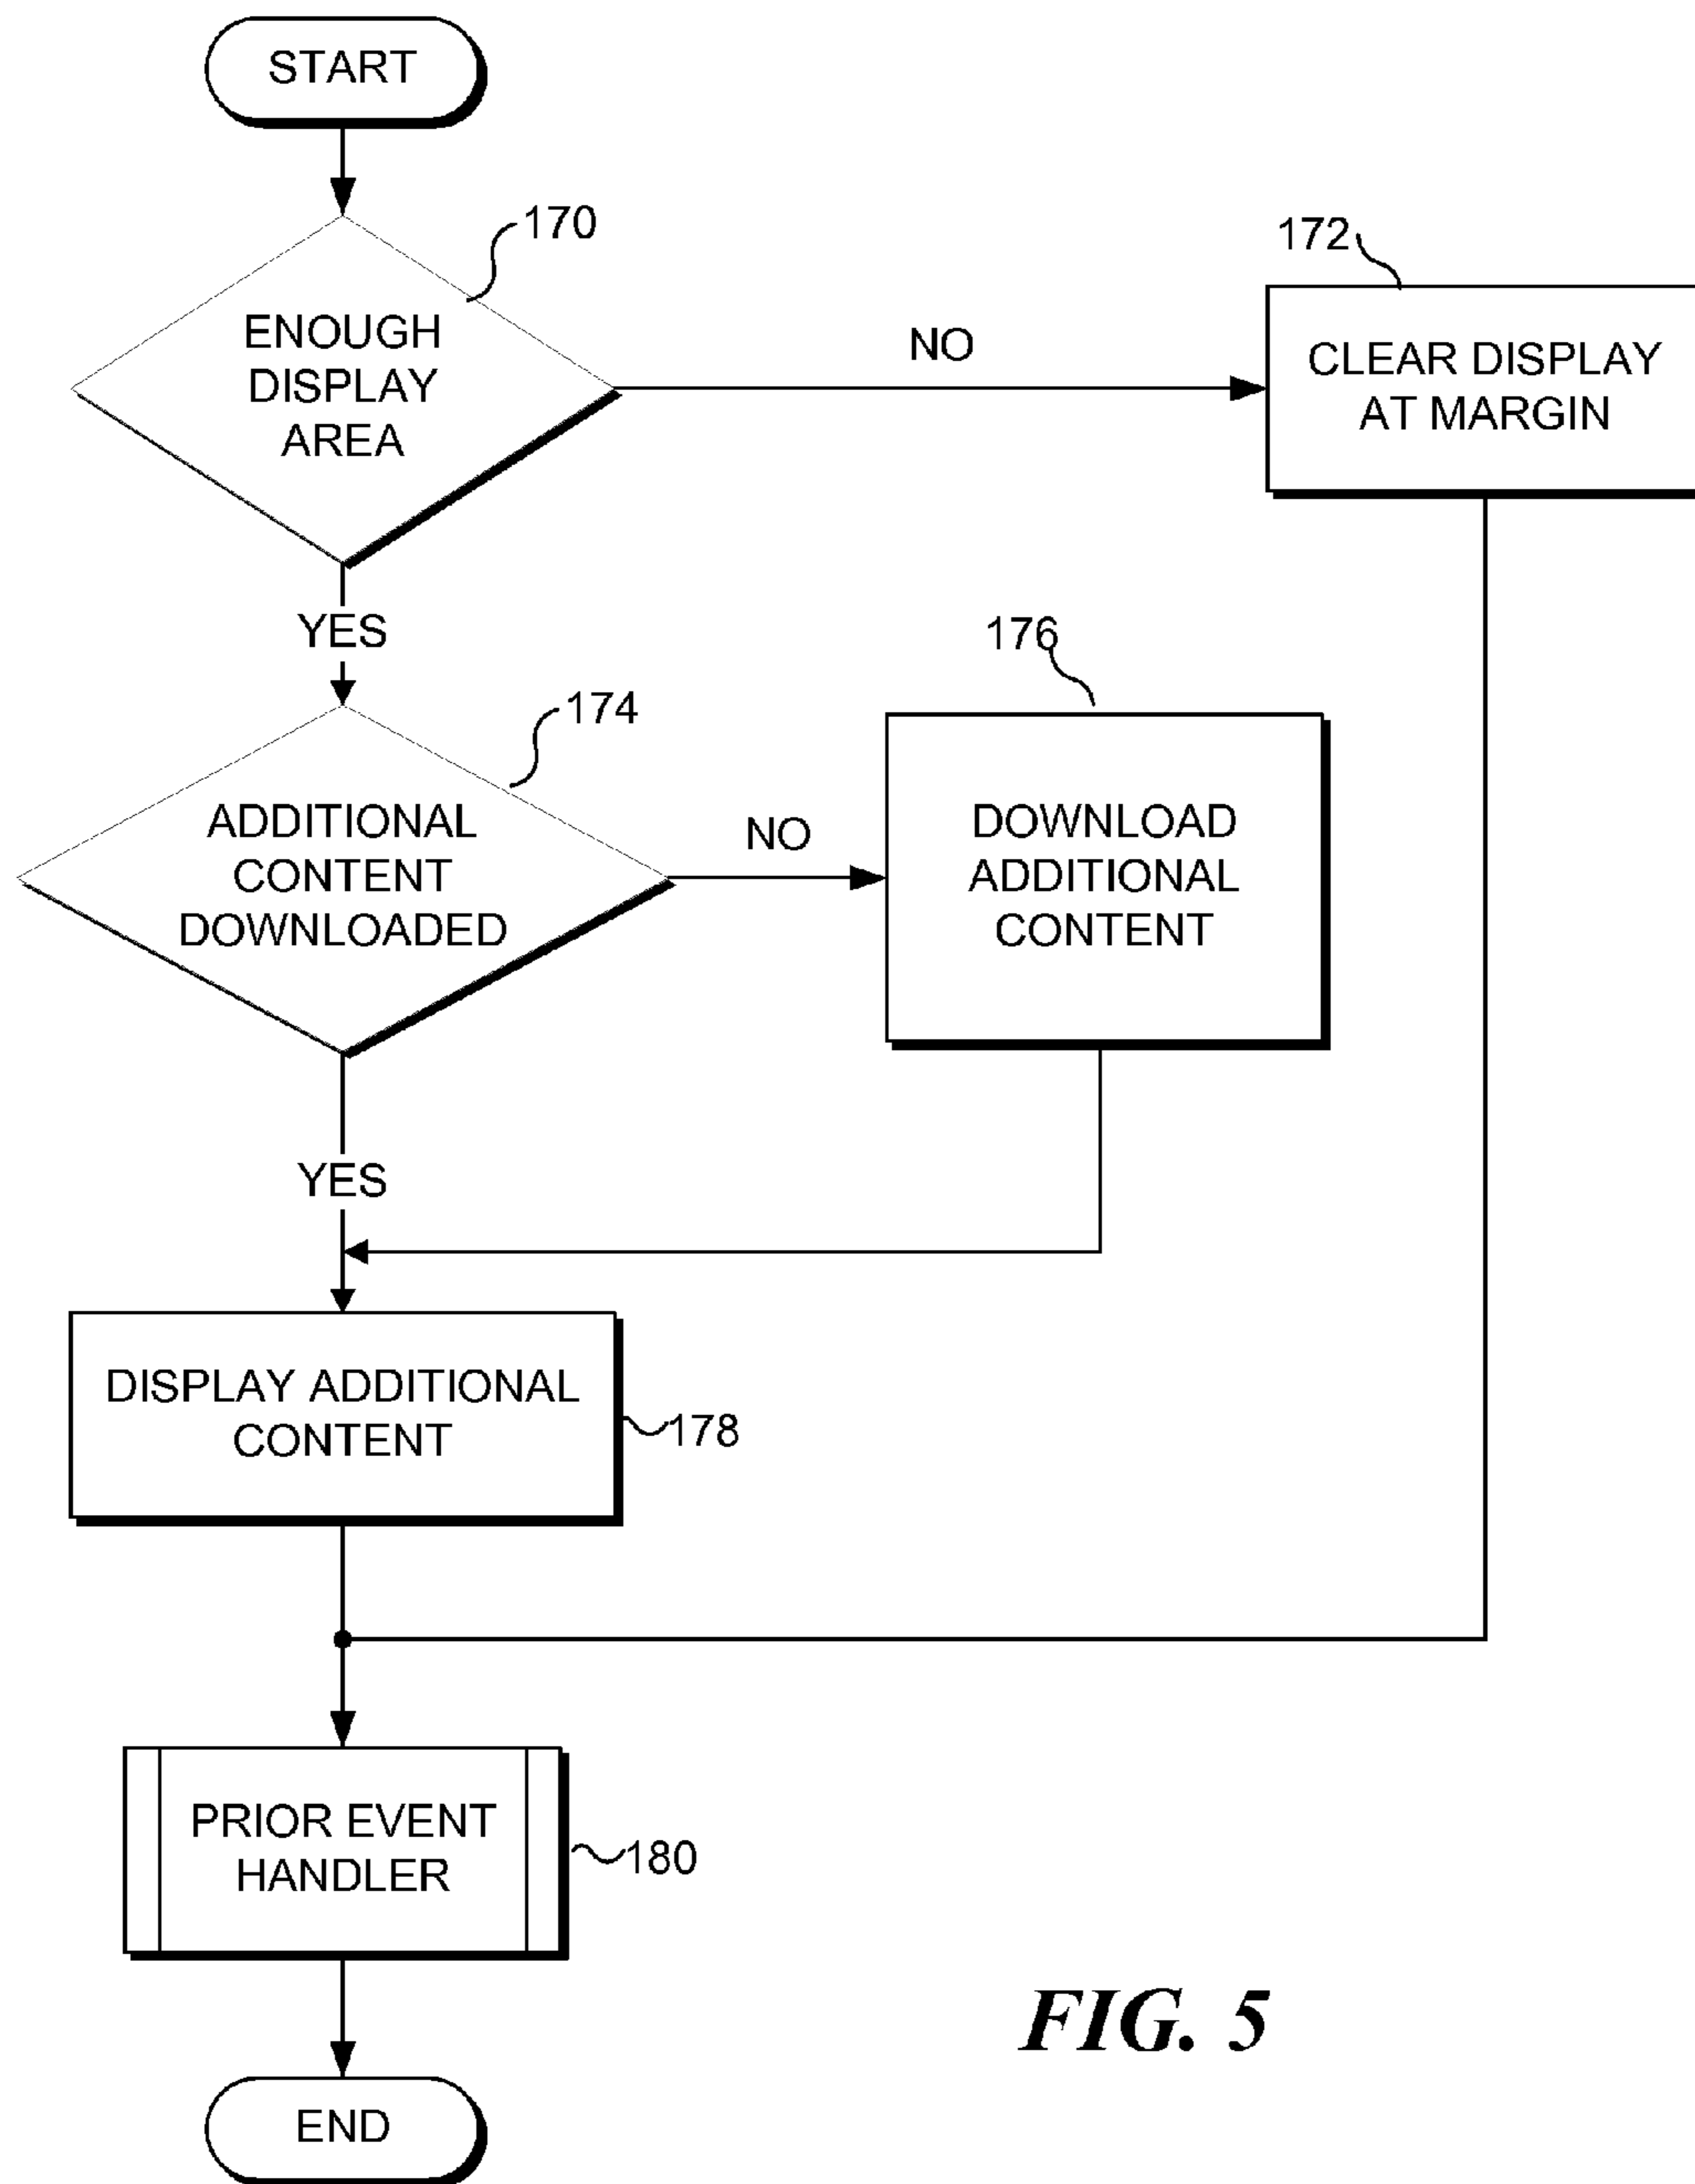 START
170
ENOUGH
DISPLAY
AREA
NO
172
CLEAR DISPLAY
AT MARGIN
YES
174
ADDITIONAL
CONTENT
DOWNLOADED
NO
176
DOWNLOAD
ADDITIONAL
CONTENT
YES
DISPLAY ADDITIONAL
CONTENT
178
PRIOR EVENT
HANDLER
180
FIG. 5
END